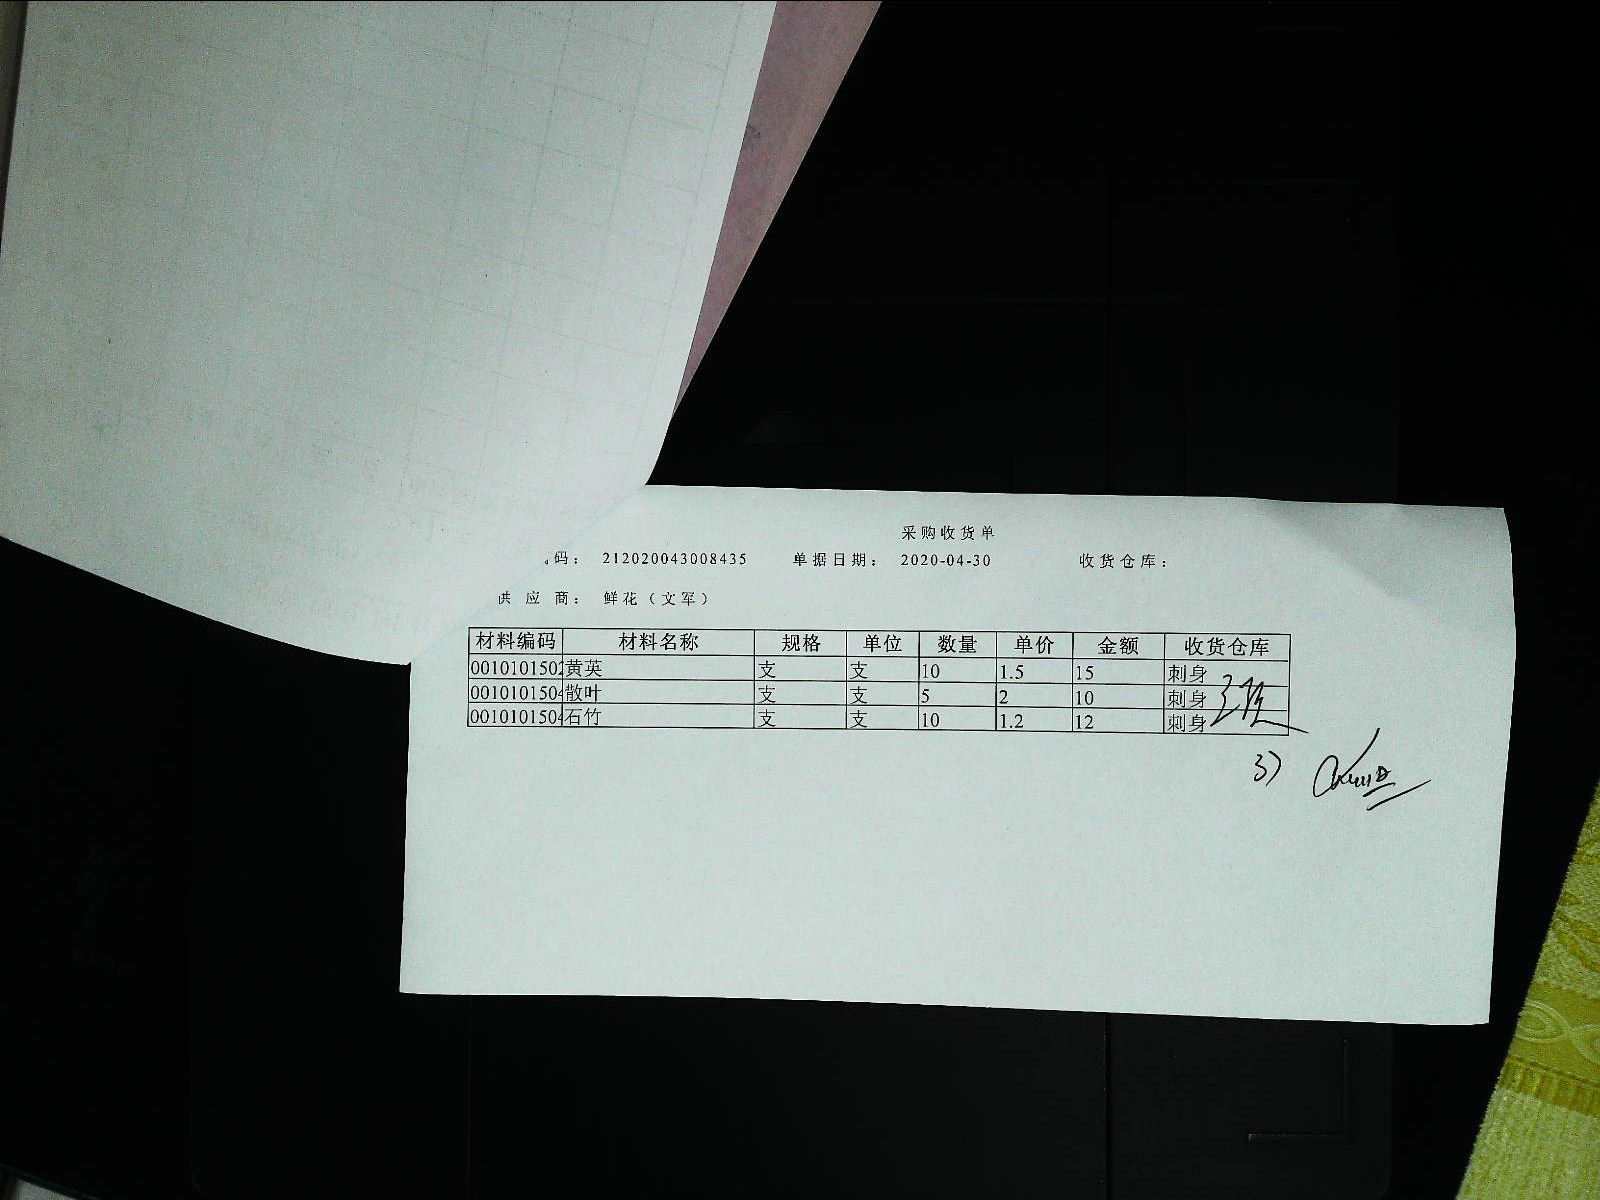 采购收货单
码： 212020043008435 单据日期： 2020-04-30 收货仓库：
供应商： 鲜花（文军）
材料编码 材料名称 规格 单位 数量 单价 金额 收货仓库
0010101502 黄英 支 支 10 1.5 15 刺身
0010101504 散叶 支 支 5 2 10 刺身
0010101504 石竹 支 支 10 1.2 12 刺身